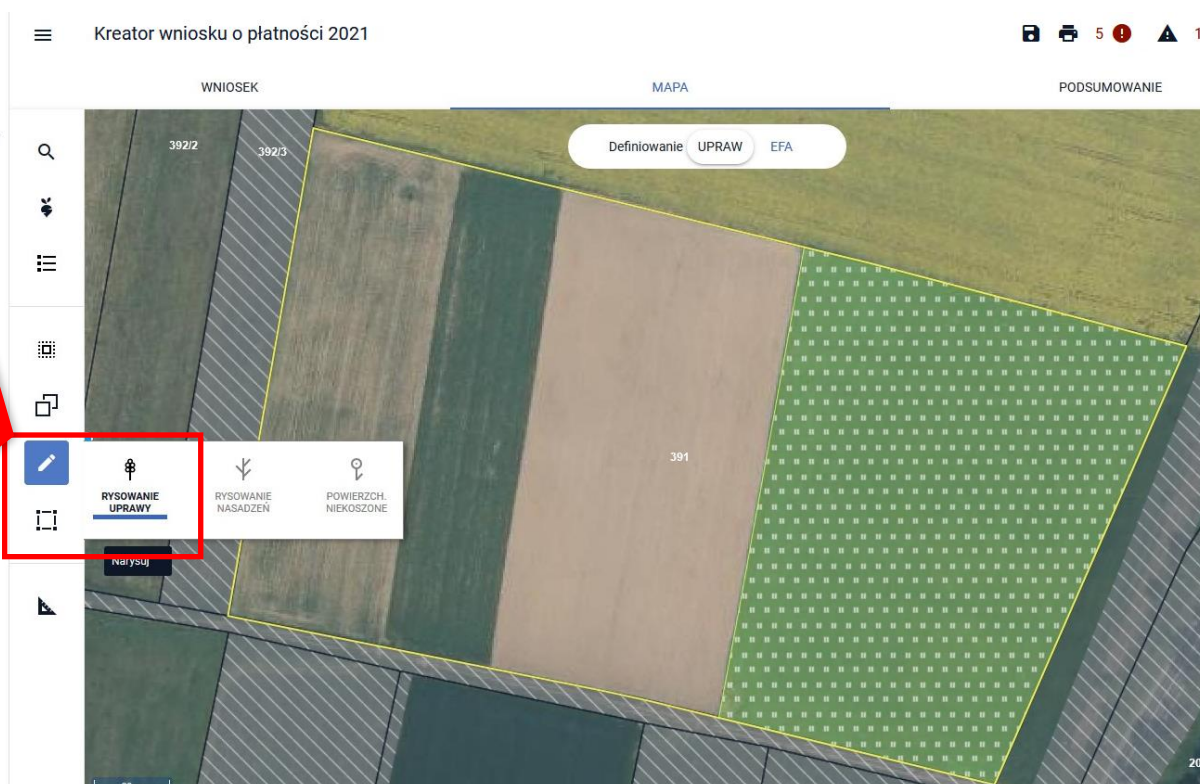 Kreator wniosku o płatności 2021
5
1
WNIOSEK
MAPA
PODSUMOWANIE
392/2
392/3
Definiowanie UPRAW EFA
391
RYSOWANIE
UPRAWY
RYSOWANIE
NASADZEŃ
POWIERZCH.
NIEKOSZONE
Narysuj